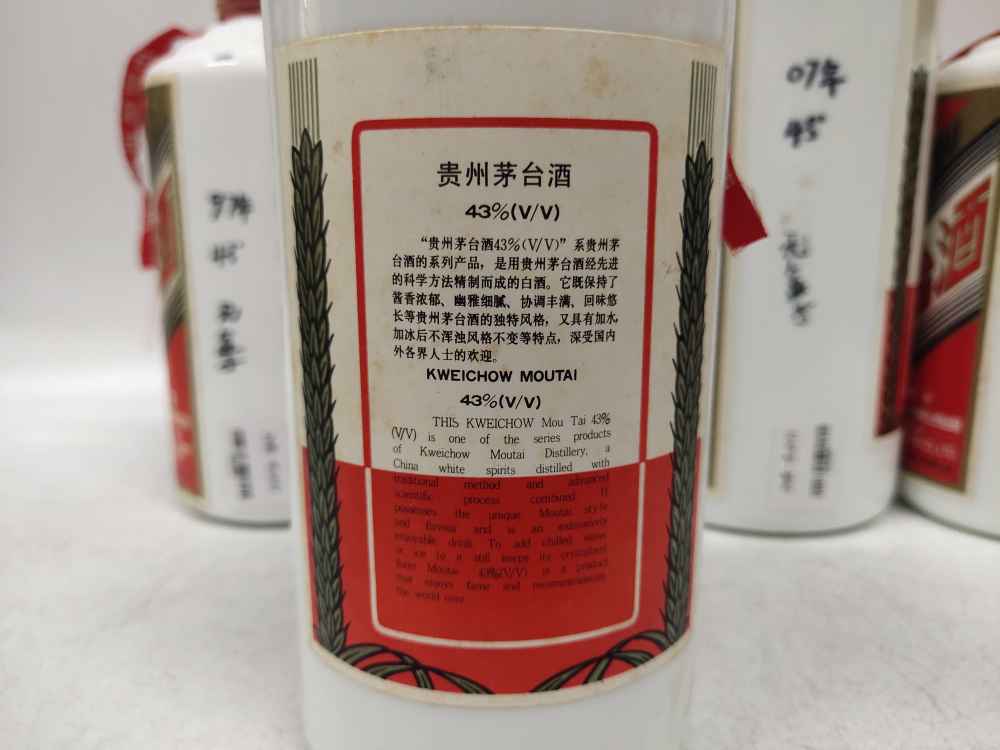 贵州茅台酒
43%(V/V)
“贵州茅台酒43%(V/V)”系贵州茅
台酒的系列产品，是用贵州茅台酒经先进
的科学方法精制而成的白酒。它既保持了
酱香浓郁、幽雅细腻、协调丰满、回味悠
长等贵州茅台酒的独特风格，又具有加水、
加冰后不浑浊风格不变等特点，深受国内
外各界人士的欢迎。
KWEICHOW MOUTAI
43%(V/V)
THIS KWEICHOW Mou Tai 43%
(V/V) is one of the series products
of Kweichow Moutai Distillery, a
China white spirits distilled with
traditional method and advanced
scientific process combined. It
possesses the unique Moutai style
and flavour and is an extensively
enjoyable drink. To add chilled water
or ice to it still keeps its
Moutai 43%(V/V) is a product
that enjoys fame and
the world over.
97年
07年
45
酒